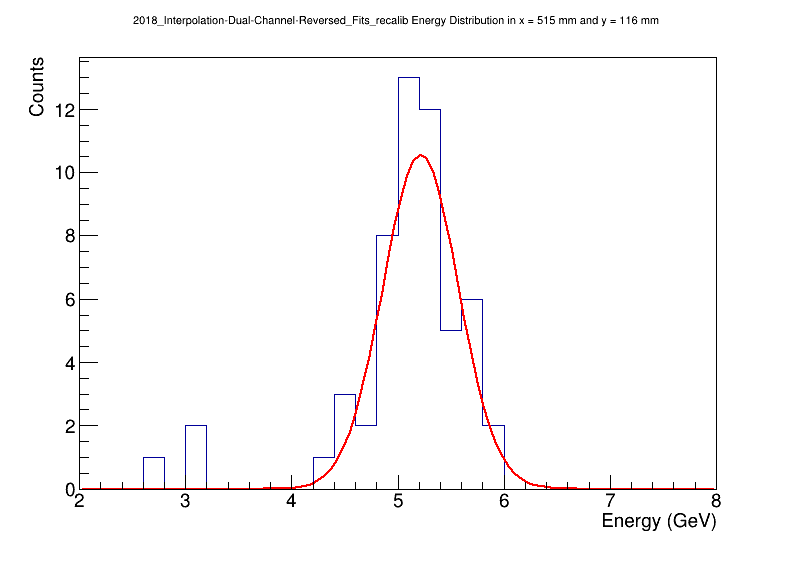 2018_Interpolation-Dual-Channel-Reversed_Fits_recalib Energy Distribution in x = 515 mm and y = 116 mm
Counts
12
10
8
6
4
2
0
2 3 4 5 6 7 8
Energy (GeV)